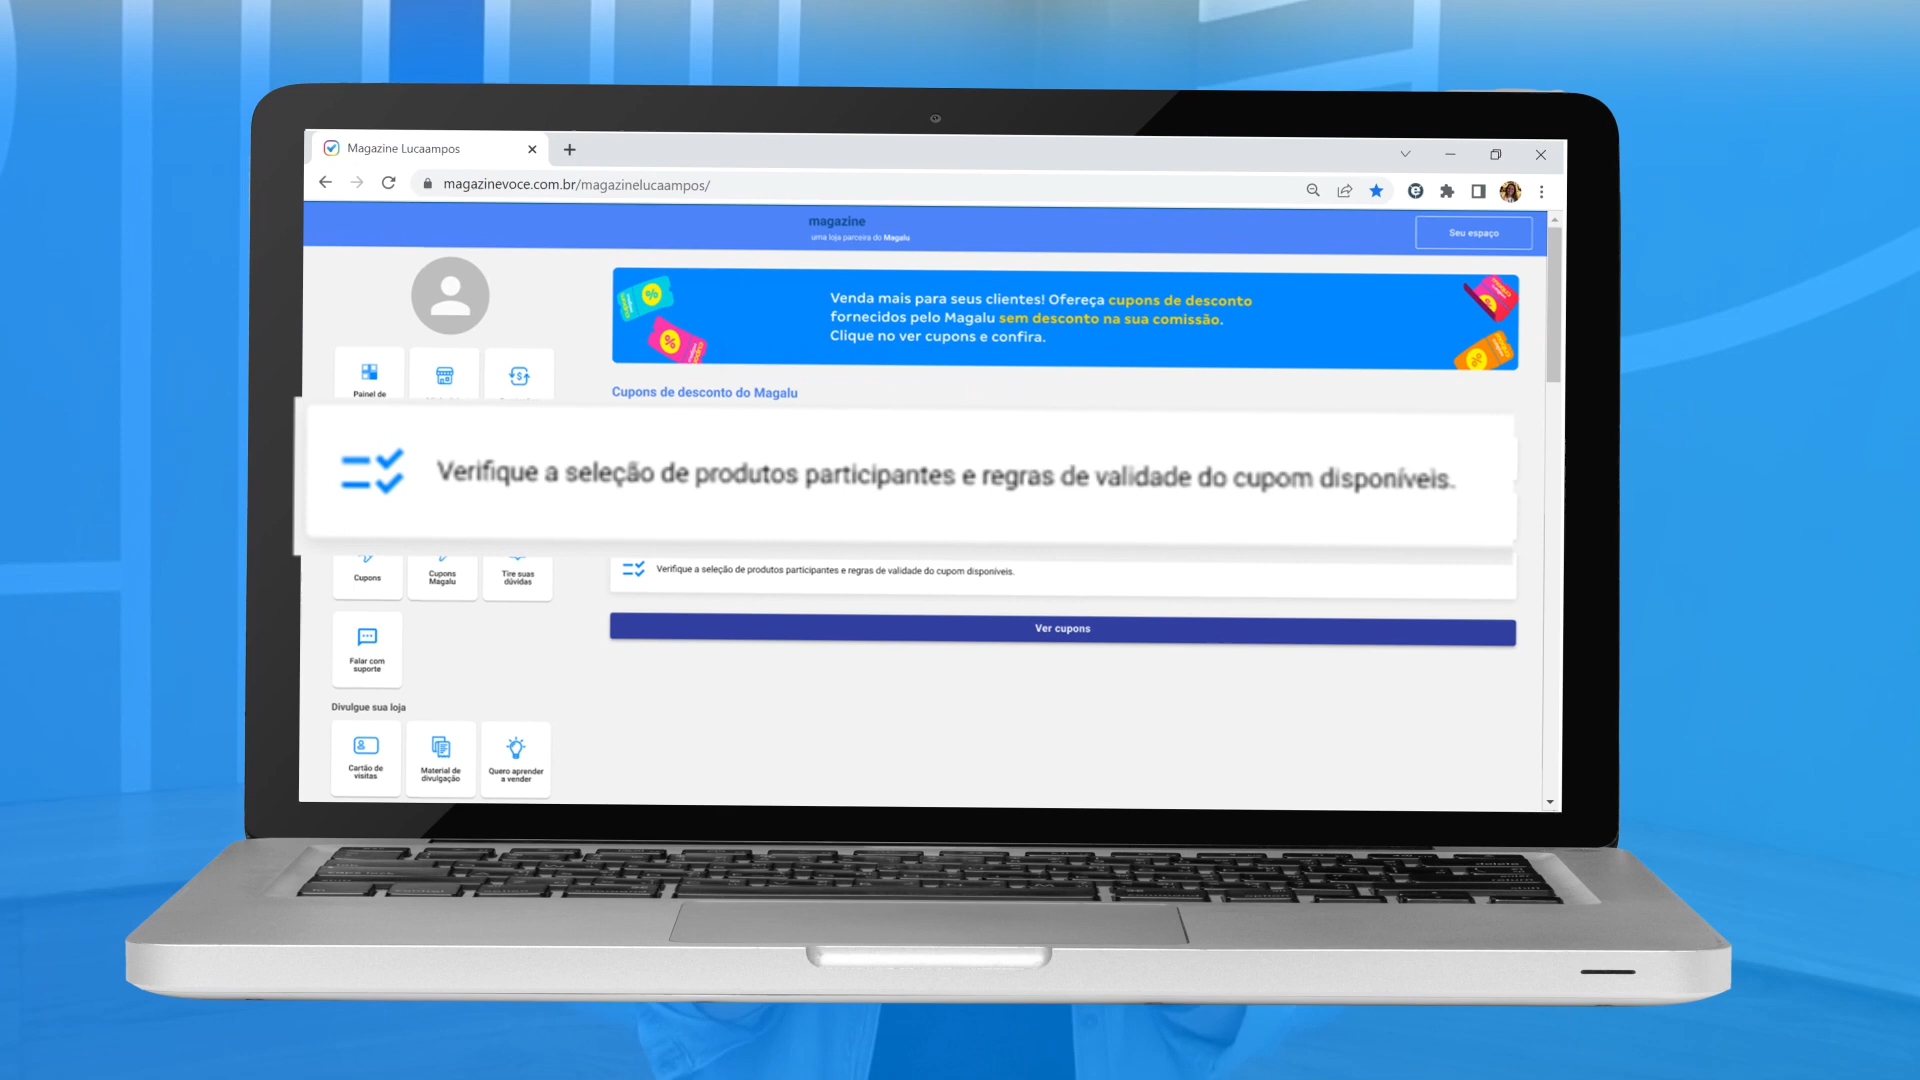 Magazine Lucaampos
magazinevoce.com.br/magazinelucaampos/
magazine
uma loja parceira do Magalu
Seu espaço
Venda mais para seus clientes! Ofereça cupons de desconto
fornecidos pelo Magalu sem desconto na sua comissão.
Clique no ver cupons e confira.
Painel de
Cupons de desconto do Magalu
Verifique a seleção de produtos participantes e regras de validade do cupom disponíveis.
Cupons
Cupons
Magalu
Tire suas
dúvidas
Verifique a seleção de produtos participantes e regras de validade do cupom disponíveis.
Ver cupons
Falar com
suporte
Divulgue sua loja
Cartão de
visitas
Material de
divulgação
Quero aprender
a vender